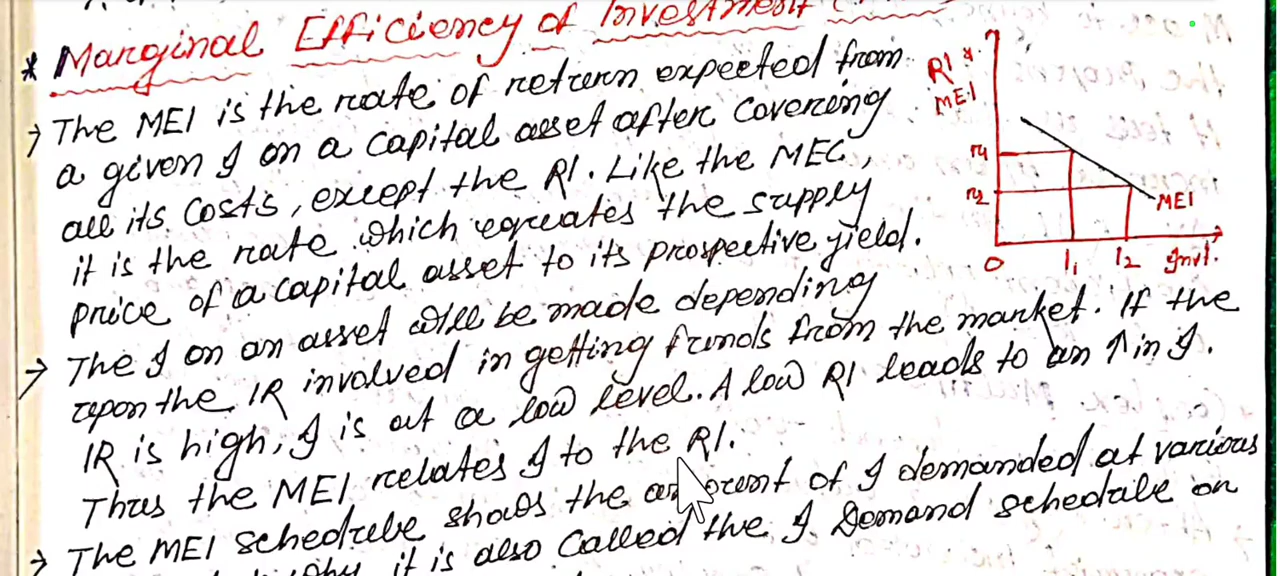 * Marginal Efficiency of Investment
→ The MEI is the rate of return expected from
a given I on a capital asset after covering
all its costs, except the RI. Like the MEC,
it is the rate which equates the supply
price of a capital asset to its prospective yield.
→ The I on an asset will be made depending
upon the IR involved in getting funds from the market. If the
IR is high, I is at a low level. A low RI leads to an ↑ in I.
Thus the MEI relates I to the RI.
→ The MEI schedule shows the amount of I demanded at various
it is also called the I Demand schedule or
RI &
MEI
r1
r2
MEI
O
I1
I2
Invt.